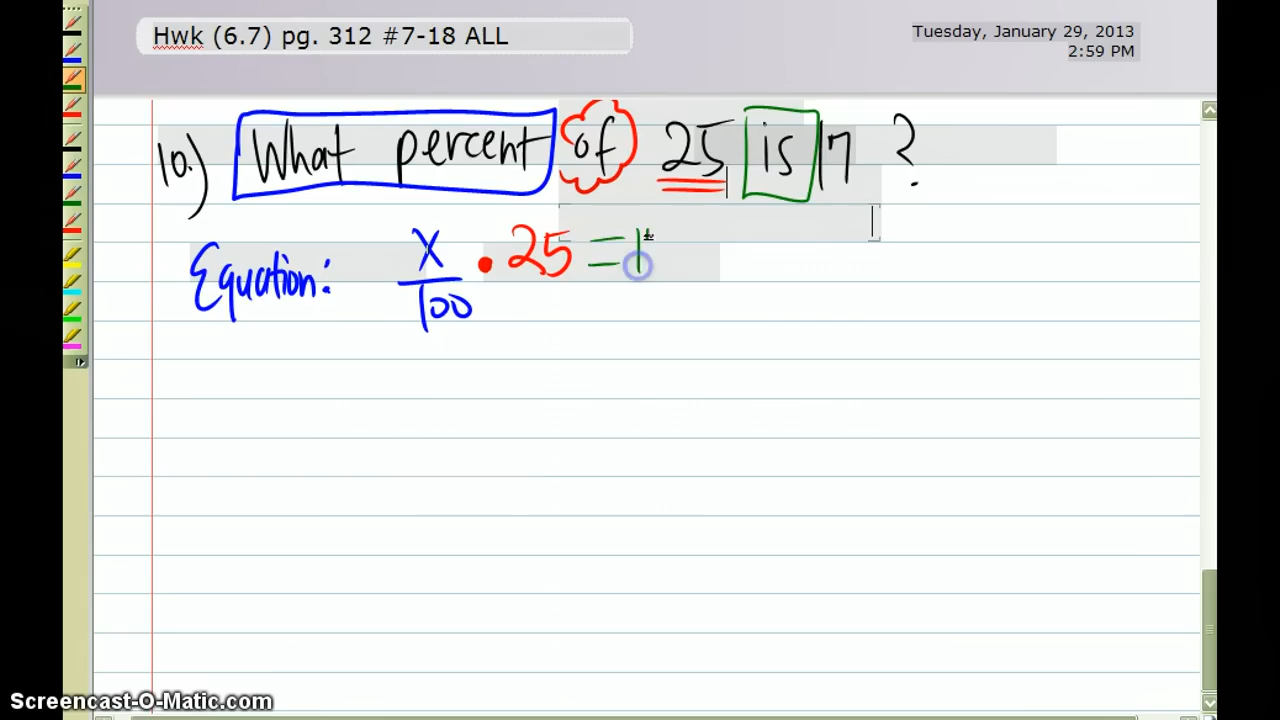 Hwk (6.7) pg. 312 #7-18 ALL
Tuesday, January 29, 2013
2:59 PM
10.) What percent of 25 is 17 ?
Equation: x/100 • 25 = 1
Screencast-O-Matic.com